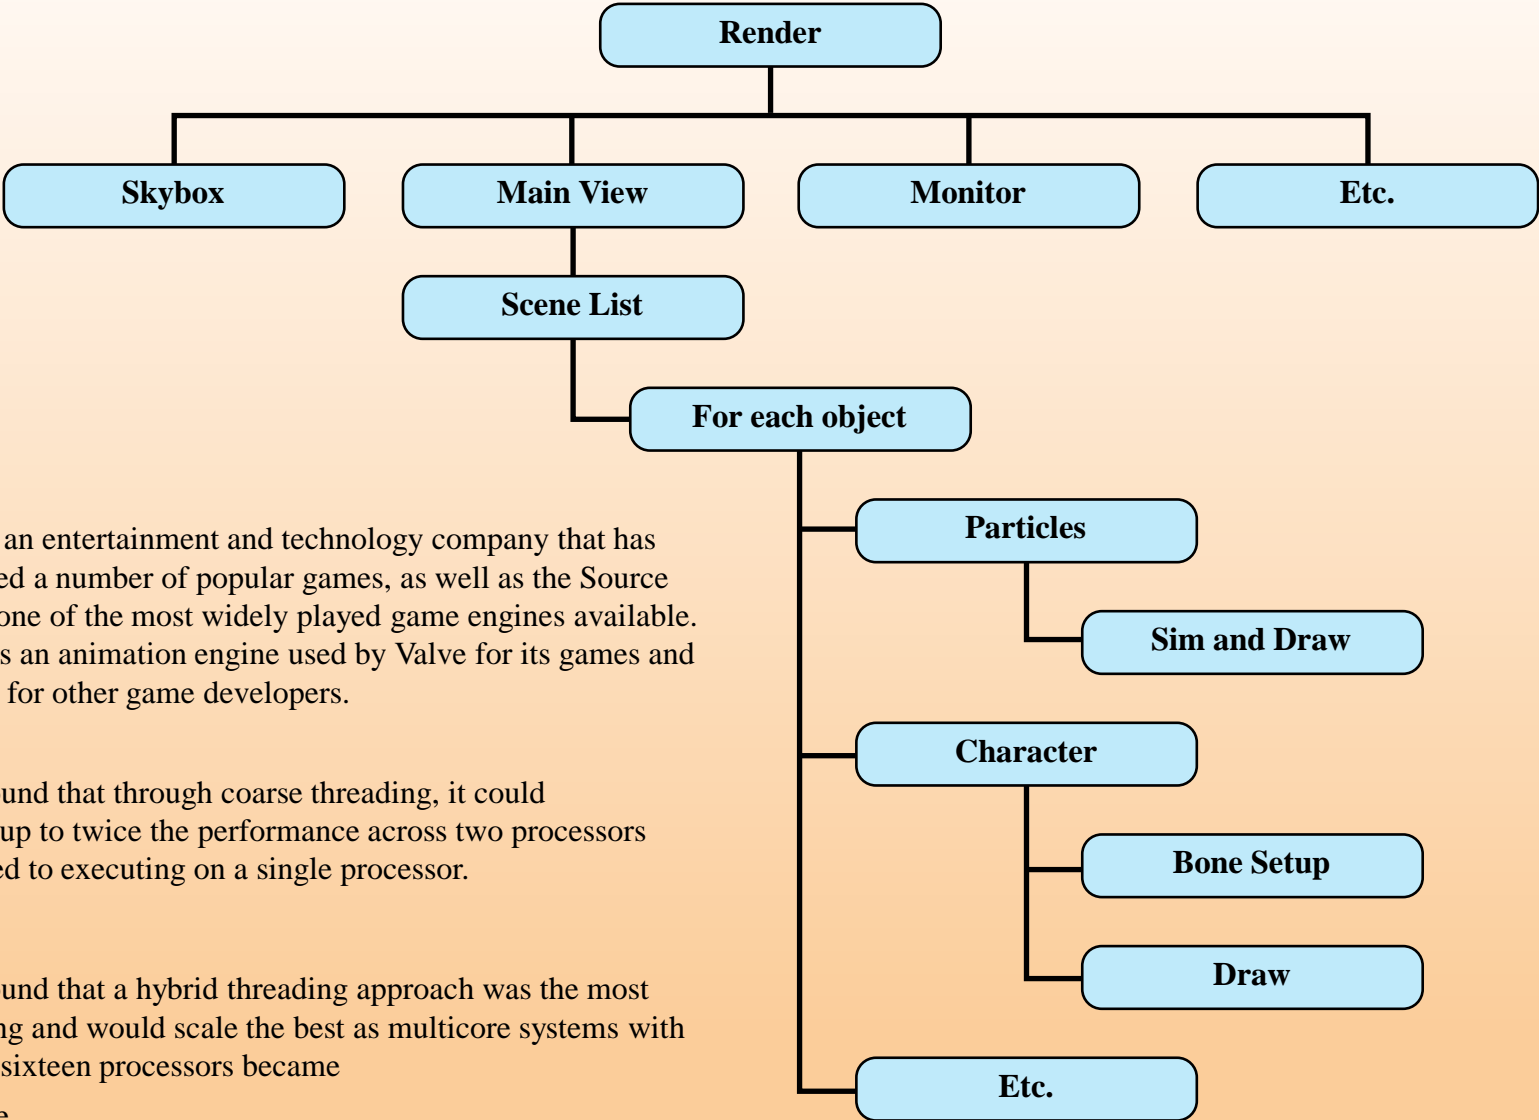 Render
Skybox
Main View
Monitor
Etc.
Scene List
For each object
Particles
Sim and Draw
Character
Bone Setup
Draw
Etc.
an entertainment and technology company that has
ed a number of popular games, as well as the Source
one of the most widely played game engines available.
s an animation engine used by Valve for its games and
for other game developers.
ound that through coarse threading, it could
up to twice the performance across two processors
ed to executing on a single processor.
ound that a hybrid threading approach was the most
ng and would scale the best as multicore systems with
sixteen processors became